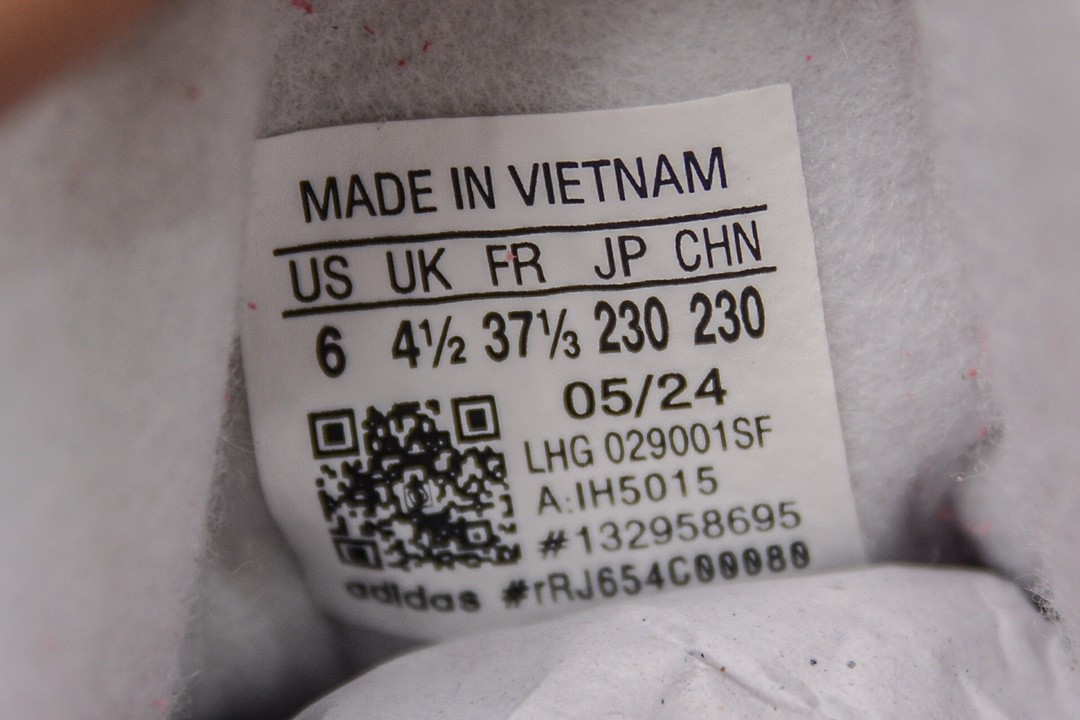 MADE IN VIETNAM
US UK FR JP CHN
6 4½ 37⅓ 230 230
05/24
LHG 029001SF
A:IH5015
#132958695
adidas #rRJ654C00080